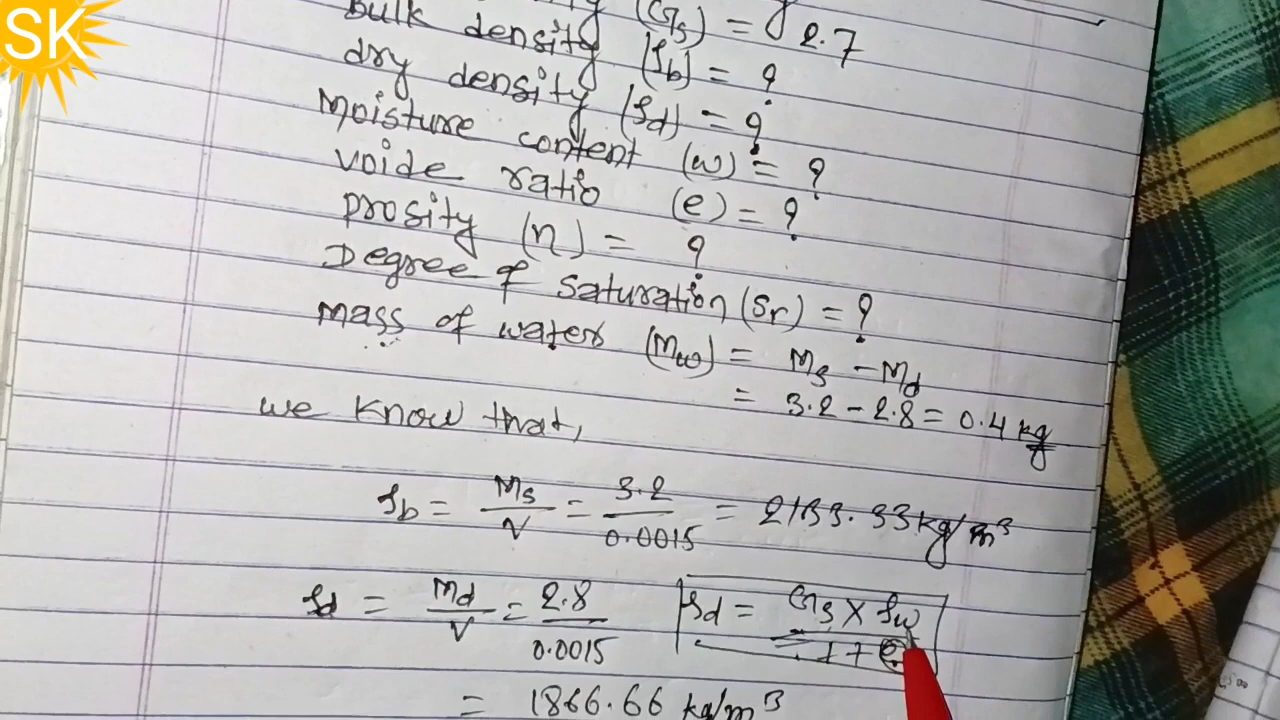 SK
(Gs) = 2.7
Bulk density (ρb) = ?
dry density (ρd) = ?
Moisture content (w) = ?
voide ratio (e) = ?
prosity (n) = ?
Degree of saturation (Sr) = ?
mass of water (Mw) = Ms - Md
= 3.2 - 2.8 = 0.4 kg
we know that,
ρb = Ms/V = 3.2/0.0015 = 2133.33 kg/m³
ρd = Md/V = 2.8/0.0015 ρd = Gs × ρw / 1+e
= 1866.66 kg/m³